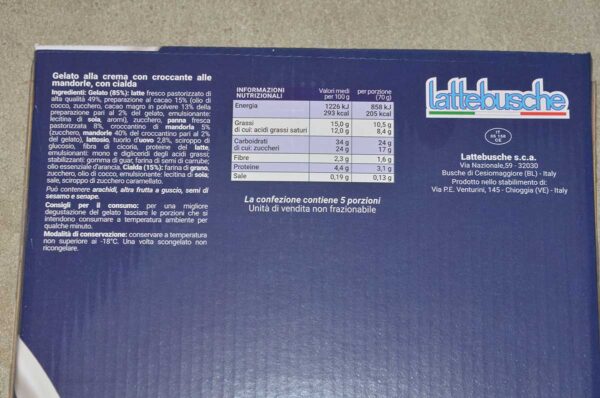 Gelato alla crema con croccante alle
mandorle, con cialda
Ingredienti: Gelato (85%): latte fresco pastorizzato di
alta qualità 49%, preparazione al cacao 15% (olio di
cocco, zucchero, cacao magro in polvere 13% della
preparazione pari al 2% del gelato, emulsionante:
lecitina di soia, aromi), zucchero, panna fresca
pastorizzata 8%, croccantino di mandorla 5%
(zucchero, mandorle 40% del croccantino pari al 2%
del gelato), lattosio, tuorlo d'uovo 2,8%, sciroppo di
glucosio, fibra di cicoria, proteine del latte,
emulsionanti: mono e digliceridi degli acidi grassi;
stabilizzanti: gomma di guar, farina di semi di carrube;
olio essenziale d'arancia. Cialda (15%): farina di grano,
zucchero, olio di cocco, emulsionante: lecitina di soia;
sale, sciroppo di zucchero caramellato.
Può contenere arachidi, altra frutta a guscio, semi di
sesamo e senape.
Consigli per il consumo: per una migliore
degustazione del gelato lasciare le porzioni che si
intendono consumare a temperatura ambiente per
qualche minuto.
Modalità di conservazione: conservare a temperatura
non superiore ai -18°C. Una volta scongelato non
ricongelare.
INFORMAZIONI NUTRIZIONALI Valori medi per 100 g per porzione (70 g)
Energia 1226 kJ 858 kJ
293 kcal 205 kcal
Grassi 15,0 g 10,5 g
di cui: acidi grassi saturi 12,0 g 8,4 g
Carboidrati 34 g 24 g
di cui: zuccheri 24 g 17 g
Fibre 2,3 g 1,6 g
Proteine 4,4 g 3,1 g
Sale 0,19 g 0,13 g
La confezione contiene 5 porzioni
Unità di vendita non frazionabile
lattebusche
IT
05 158
CE
Lattebusche s.c.a.
Via Nazionale,59 - 32030
Busche di Cesiomaggiore (BL) - Italy
Prodotto nello stabilimento di:
Via P.E. Venturini, 145 - Chioggia (VE) - Italy